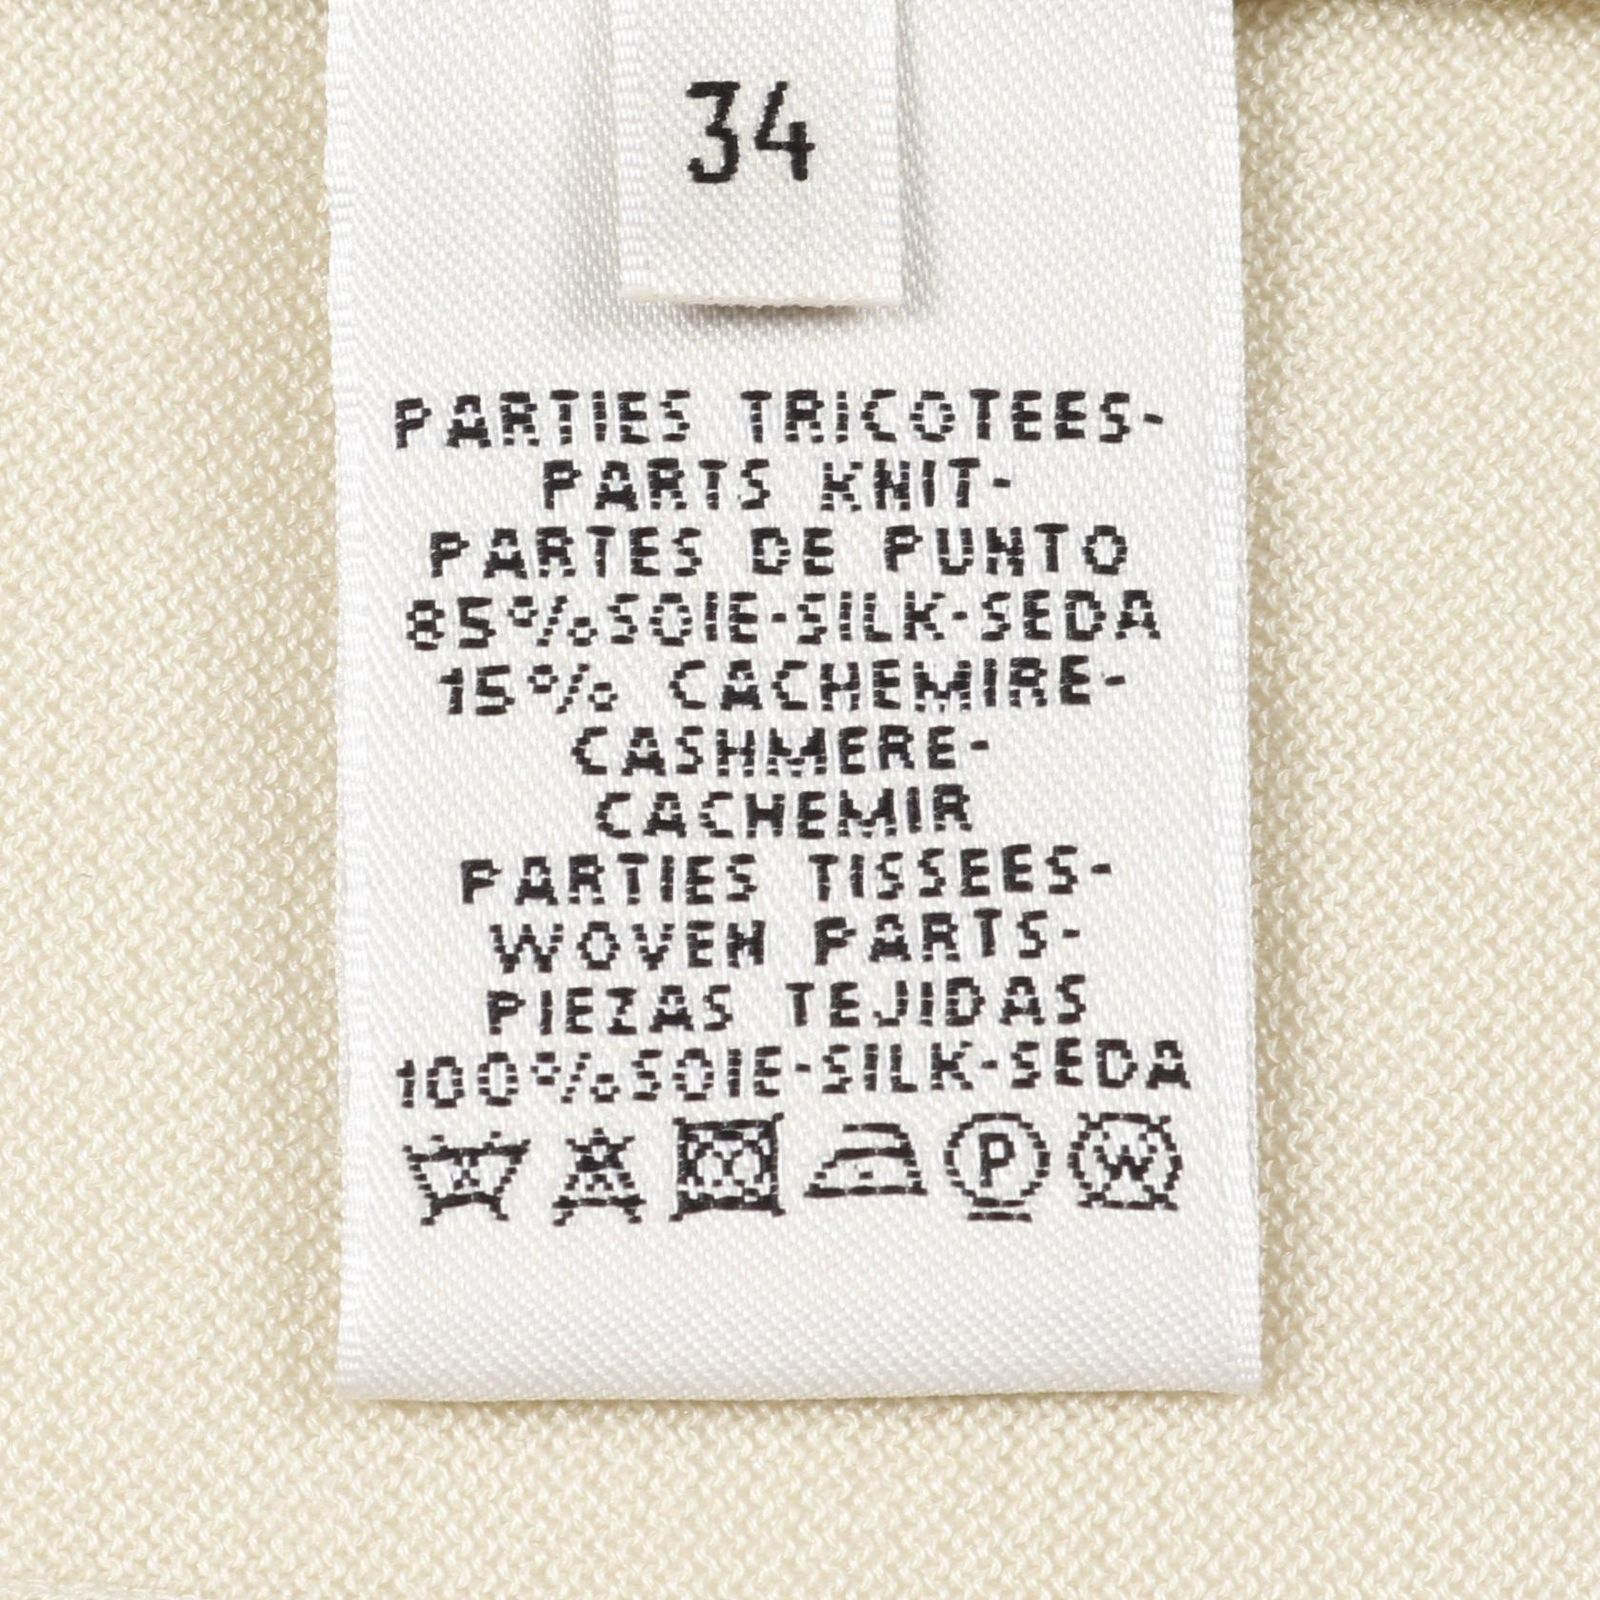 34
PARTIES TRICOTEES-
PARTS KNIT-
PARTES DE PUNTO
85%SOIE-SILK-SEDA
15% CACHEMIRE-
CASHMERE-
CACHEMIR
PARTIES TISSEES-
WOVEN PARTS-
PIEZAS TEJIDAS
100%SOIE-SILK-SEDA
P W